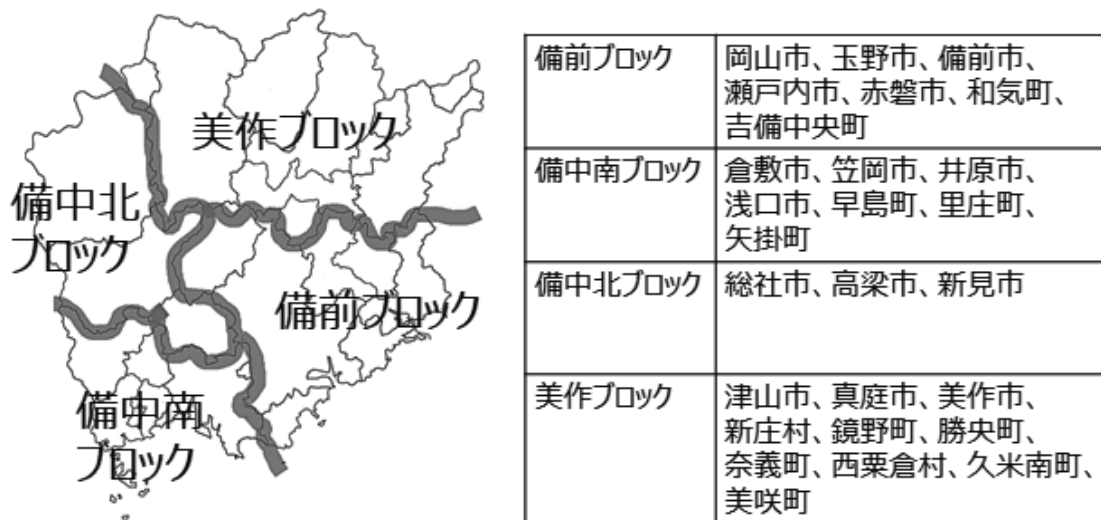 美作ブロック
備中北
ブロック
備前ブロック
備中南
ブロック
備前ブロック
岡山市、玉野市、備前市、
瀬戸内市、赤磐市、和気町、
吉備中央町
備中南ブロック
倉敷市、笠岡市、井原市、
浅口市、早島町、里庄町、
矢掛町
備中北ブロック
総社市、高梁市、新見市
美作ブロック
津山市、真庭市、美作市、
新庄村、鏡野町、勝央町、
奈義町、西粟倉村、久米南町、
美咲町